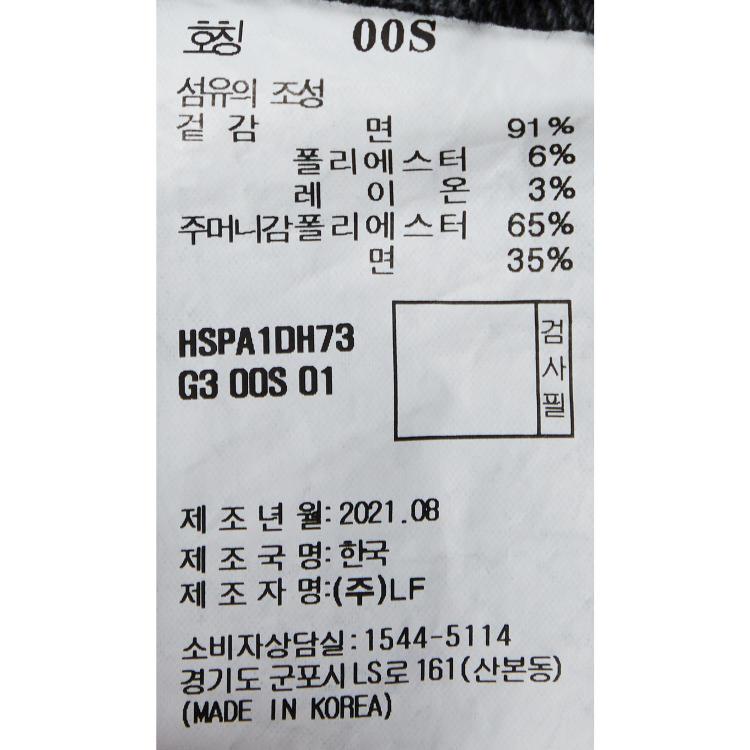 호칭 00S
섬유의 조성
겉 감 면 91%
폴리에스터 6%
레 이 온 3%
주머니감폴리에스터 65%
면 35%
HSPA1DH73
G3 00S 01
검사필
제 조 년 월: 2021.08
제 조 국 명: 한국
제 조 자 명:(주)LF
소비자상담실:1544-5114
경기도 군포시 LS로 161(산본동)
(MADE IN KOREA)